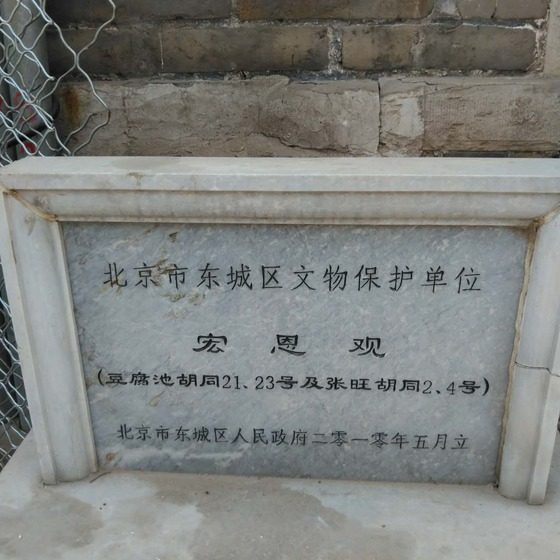 北京市东城区文物保护单位
宏恩观
(豆腐池胡同21、23号及张旺胡同2、4号)
北京市东城区人民政府二零一零年五月立